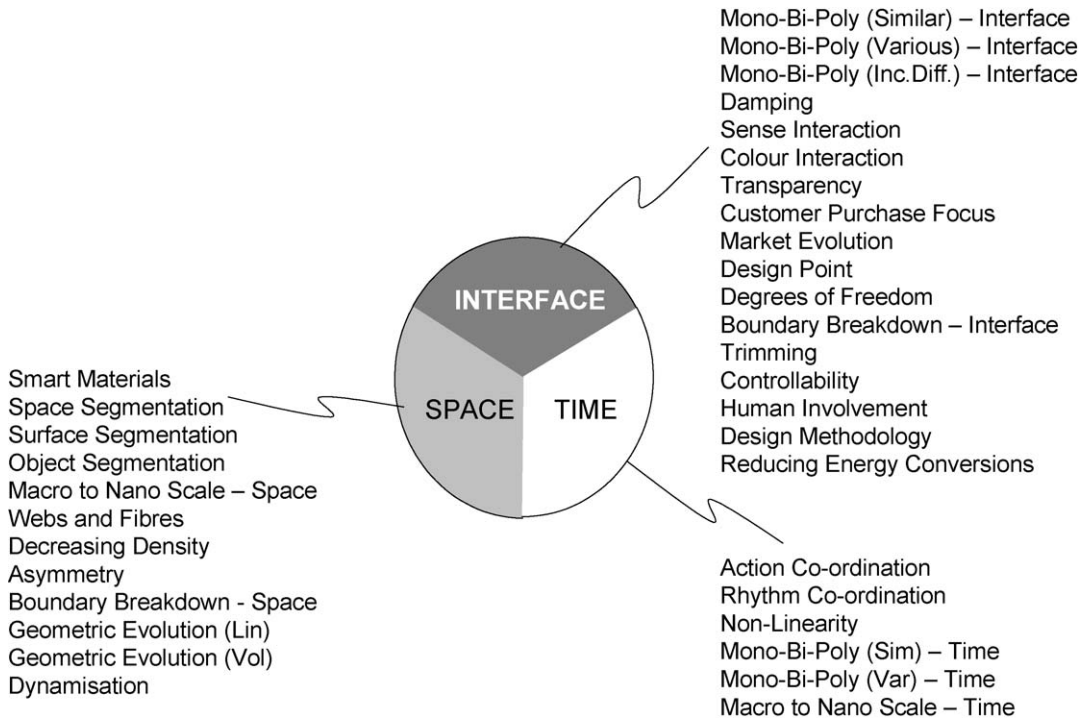 Mono-Bi-Poly (Similar) – Interface
Mono-Bi-Poly (Various) – Interface
Mono-Bi-Poly (Inc.Diff.) – Interface
Damping
Sense Interaction
Colour Interaction
Transparency
Customer Purchase Focus
Market Evolution
Design Point
Degrees of Freedom
Boundary Breakdown – Interface
Trimming
Controllability
Human Involvement
Design Methodology
Reducing Energy Conversions
INTERFACE
SPACE
TIME
Smart Materials
Space Segmentation
Surface Segmentation
Object Segmentation
Macro to Nano Scale – Space
Webs and Fibres
Decreasing Density
Asymmetry
Boundary Breakdown - Space
Geometric Evolution (Lin)
Geometric Evolution (Vol)
Dynamisation
Action Co-ordination
Rhythm Co-ordination
Non-Linearity
Mono-Bi-Poly (Sim) – Time
Mono-Bi-Poly (Var) – Time
Macro to Nano Scale – Time